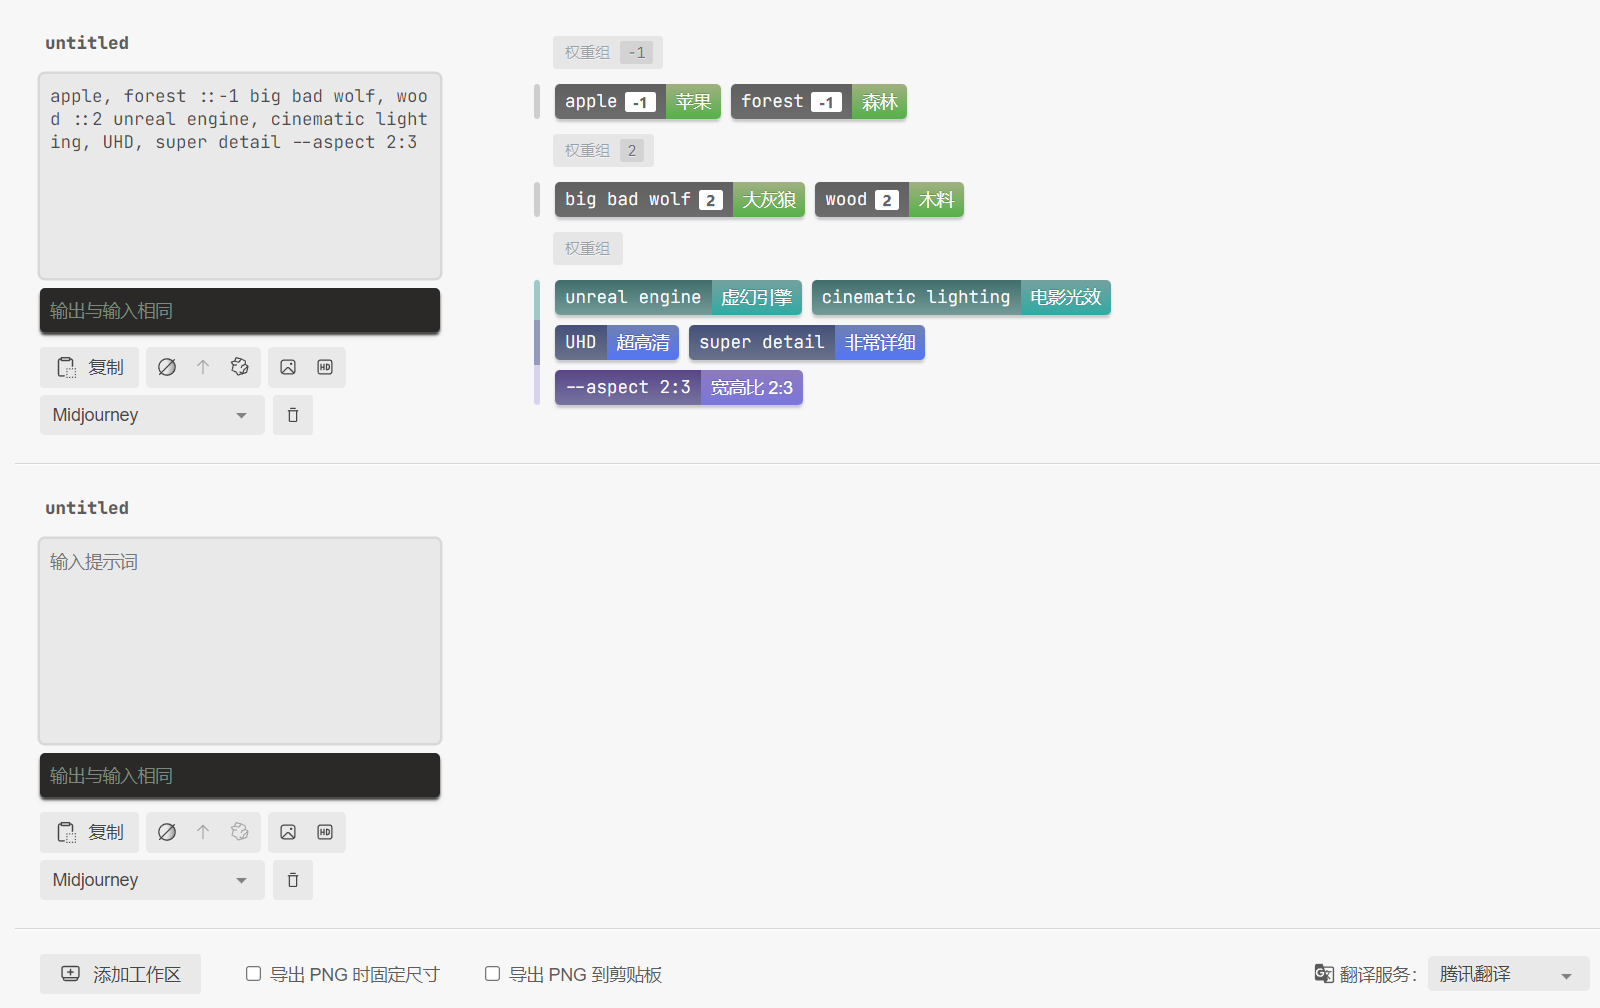 untitled
apple, forest ::-1 big bad wolf, woo
d ::2 unreal engine, cinematic light
ing, UHD, super detail --aspect 2:3
输出与输入相同
复制
HD
Midjourney
权重组 -1
apple -1 苹果 forest -1 森林
权重组 2
big bad wolf 2 大灰狼 wood 2 木料
权重组
unreal engine 虚幻引擎 cinematic lighting 电影光效
UHD 超高清 super detail 非常详细
--aspect 2:3 宽高比 2:3
untitled
输入提示词
输出与输入相同
复制
HD
Midjourney
添加工作区 导出 PNG 时固定尺寸 导出 PNG 到剪贴板 翻译服务： 腾讯翻译